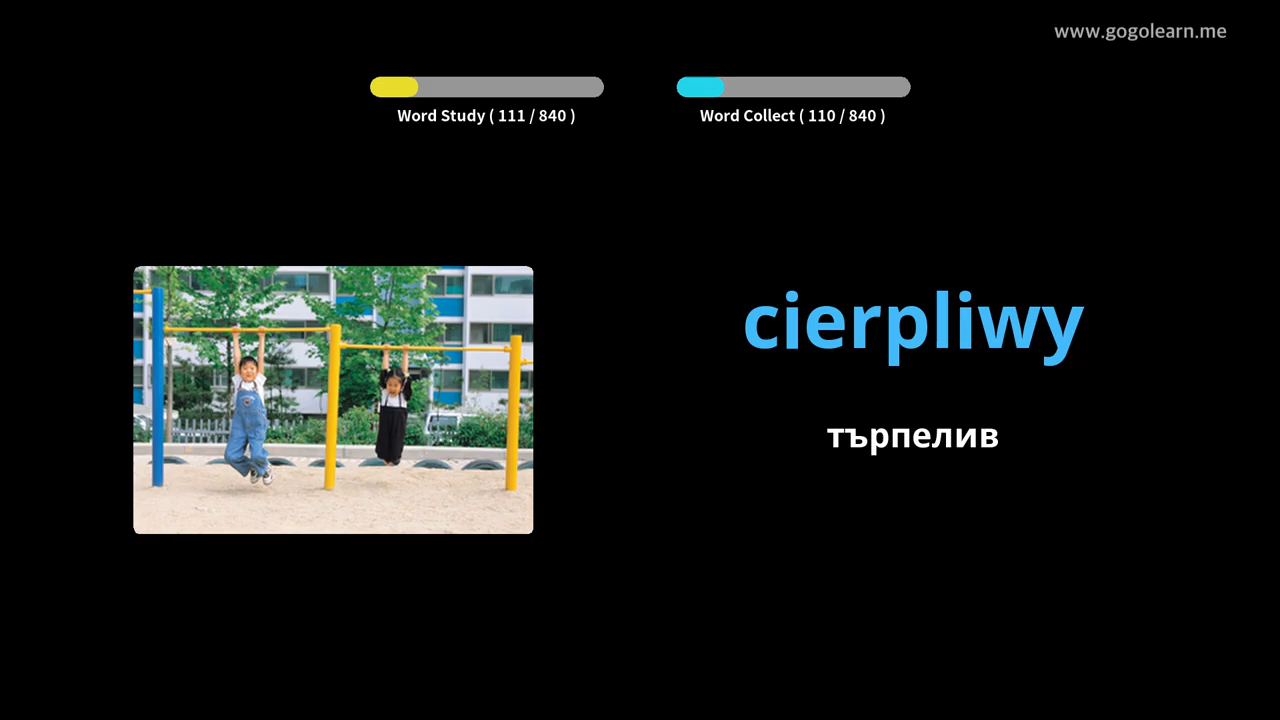 www.gogolearn.me
Word Study ( 111 / 840 )
Word Collect ( 110 / 840 )
cierpliwy
търпелив